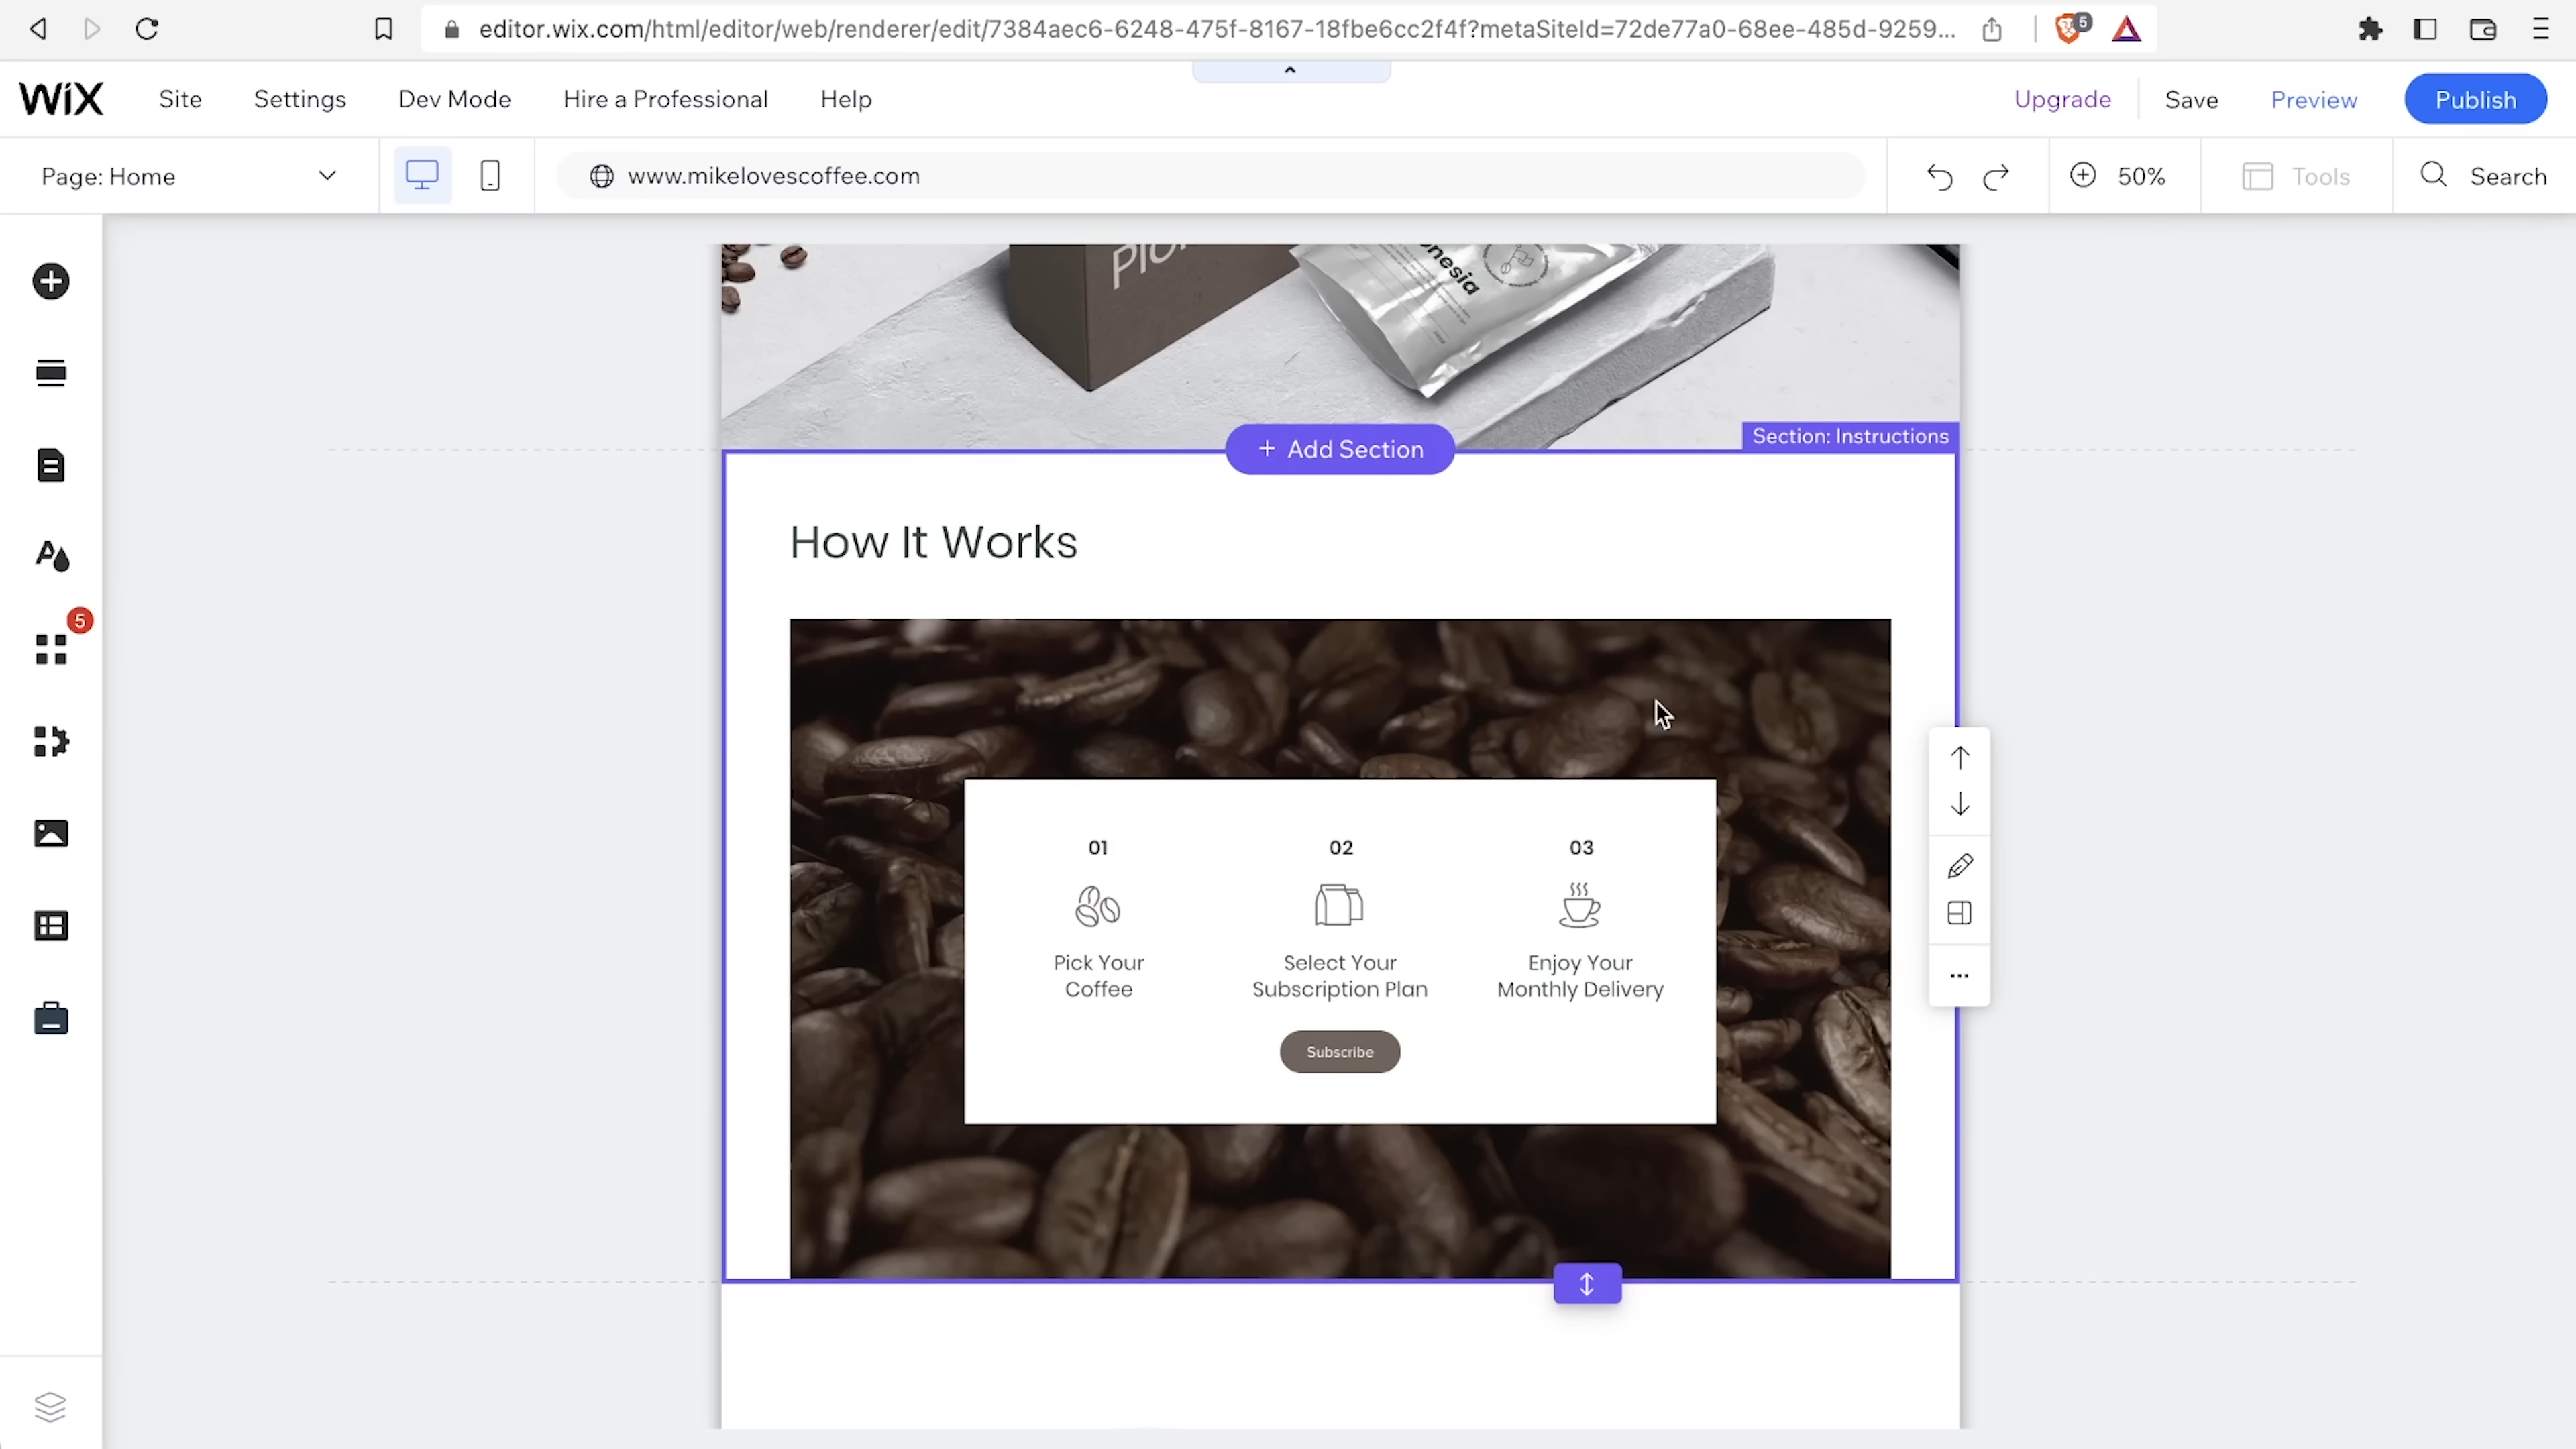 editor.wix.com/html/editor/web/renderer/edit/7384aec6-6248-475f-8167-18fbe6cc2f4f?metaSiteId=72de77a0-68ee-485d-9259...
5
WiX
Site
Settings
Dev Mode
Hire a Professional
Help
Upgrade
Save
Preview
Publish
Page: Home
www.mikelovescoffee.com
50%
Tools
Search
5
+ Add Section
Section: Instructions
How It Works
01
02
03
Pick Your
Coffee
Select Your
Subscription Plan
Enjoy Your
Monthly Delivery
Subscribe